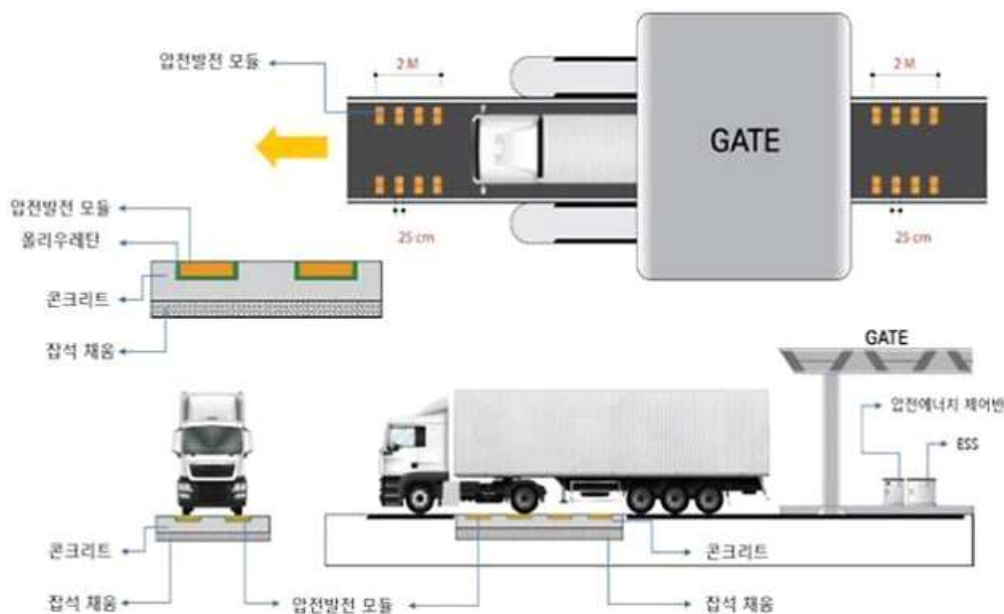 압전발전 모듈
2 M
2 M
GATE
25 cm
25 cm
압전발전 모듈
폴리우레탄
콘크리트
잡석 채움
GATE
압전에너지 제어반
ESS
콘크리트
잡석 채움
압전발전 모듈
콘크리트
잡석 채움